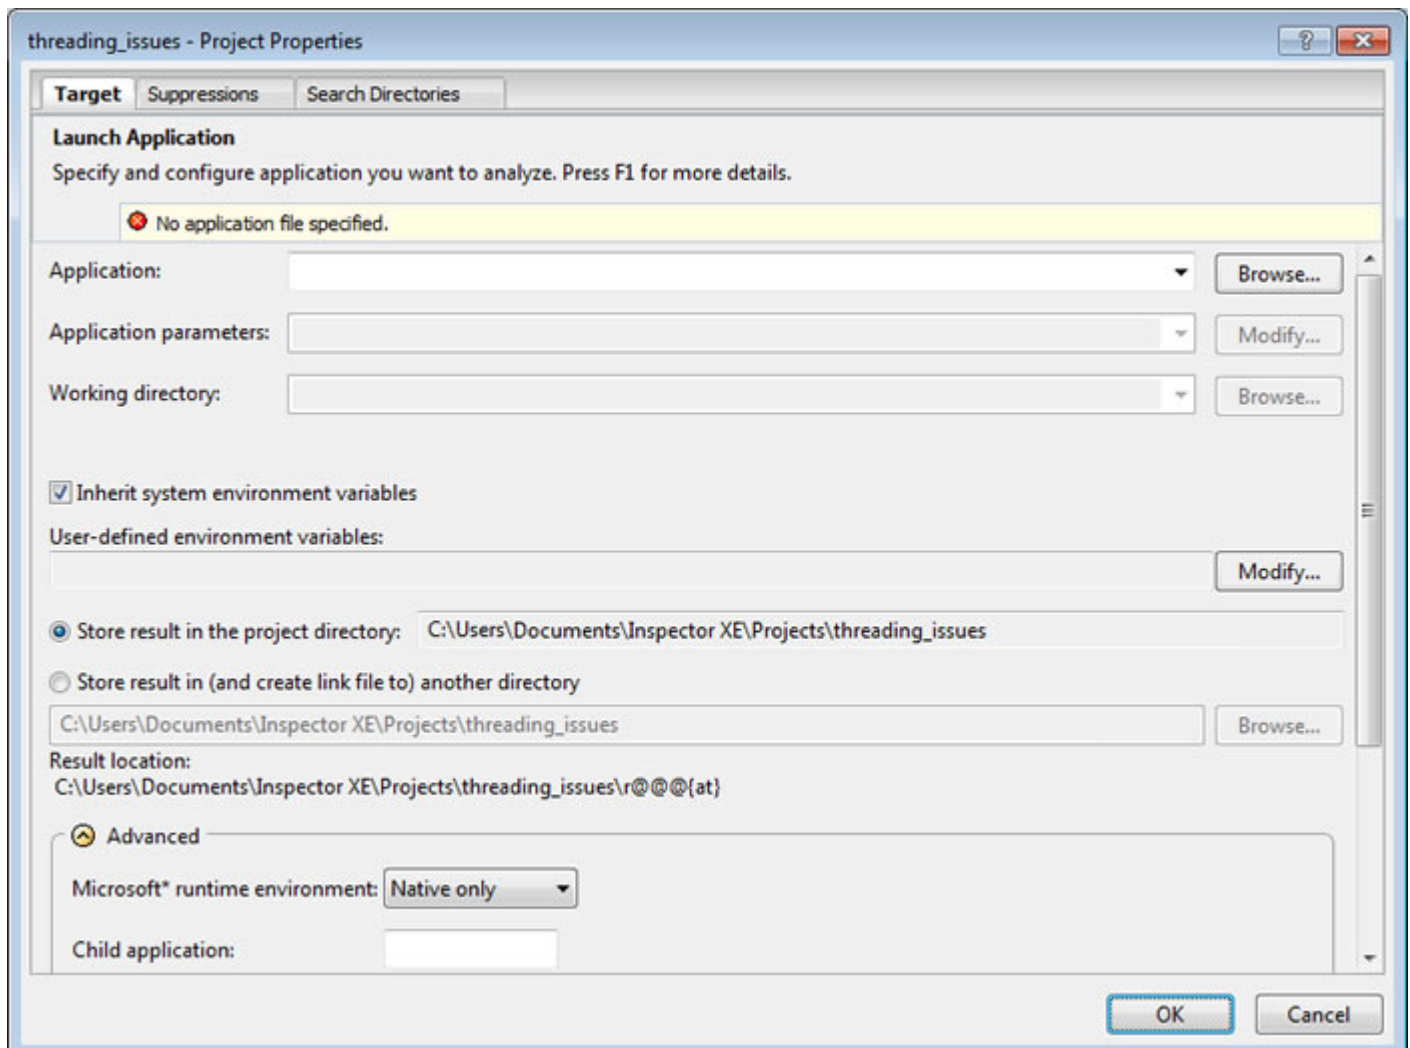 threading_issues - Project Properties
Target Suppressions Search Directories
Launch Application
Specify and configure application you want to analyze. Press F1 for more details.
No application file specified.
Application: Browse...
Application parameters: Modify...
Working directory: Browse...
Inherit system environment variables
User-defined environment variables:
Modify...
Store result in the project directory: C:\Users\Documents\Inspector XE\Projects\threading_issues
Store result in (and create link file to) another directory
C:\Users\Documents\Inspector XE\Projects\threading_issues Browse...
Result location:
C:\Users\Documents\Inspector XE\Projects\threading_issues\r@@@{at}
Advanced
Microsoft* runtime environment: Native only
Child application:
OK Cancel